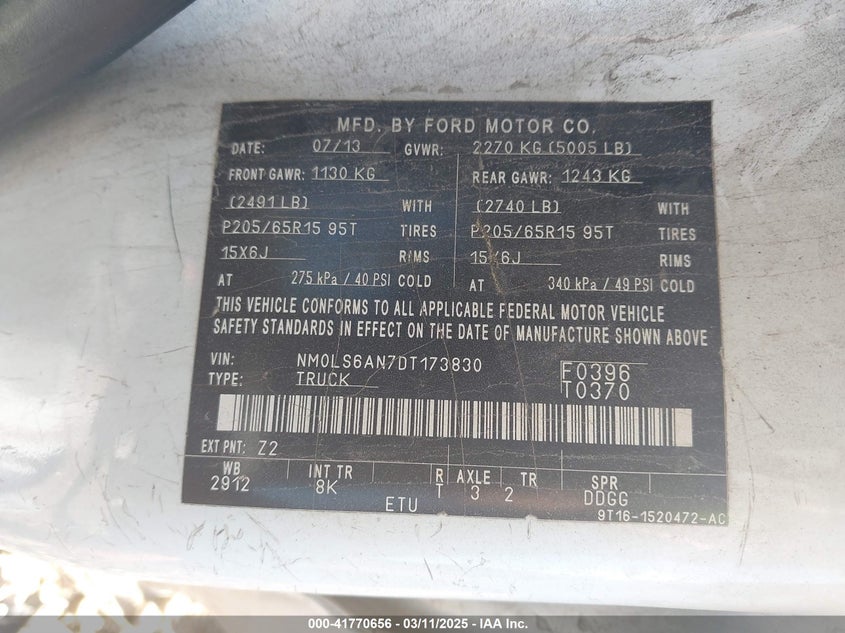 MFD. BY FORD MOTOR CO.
DATE: 07/13 GVWR: 2270 KG (5005 LB)
FRONT GAWR: 1130 KG REAR GAWR: 1243 KG
(2491 LB) WITH (2740 LB) WITH
P205/65R15 95T TIRES P205/65R15 95T TIRES
15X6J RIMS 15X6J RIMS
AT 275 kPa / 40 PSI COLD AT 340 kPa / 49 PSI COLD
THIS VEHICLE CONFORMS TO ALL APPLICABLE FEDERAL MOTOR VEHICLE
SAFETY STANDARDS IN EFFECT ON THE DATE OF MANUFACTURE SHOWN ABOVE
VIN: NM0LS6AN7DT173830 F0396
TYPE: TRUCK T0370
EXT PNT: Z2
WB INT TR R AXLE TR SPR
2912 8K T 3 2 DDGG
ETU
9T16-1520472-AC
000-41770656 - 03/11/2025 - IAA Inc.